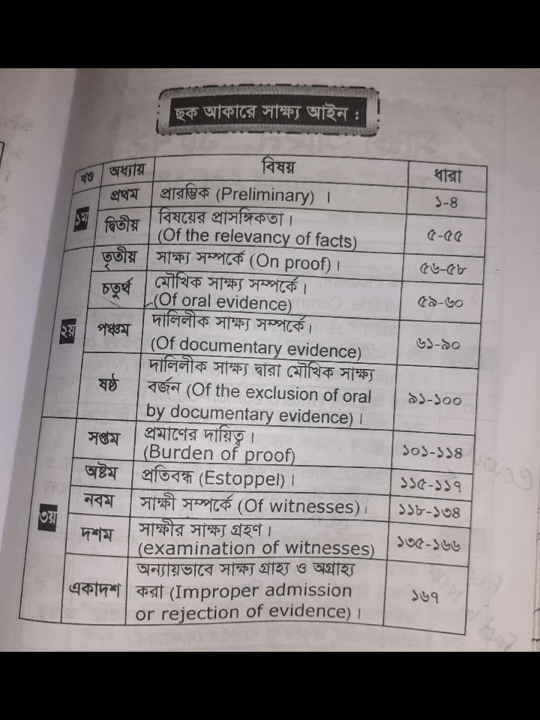 ছক আকারে সাক্ষ্য আইন :
খণ্ড অধ্যায় বিষয় ধারা
১ম
প্রথম প্রারম্ভিক (Preliminary) । ১-৪
দ্বিতীয় বিষয়ের প্রাসঙ্গিকতা।
(Of the relevancy of facts) ৫-৫৫
২য়
তৃতীয় সাক্ষ্য সম্পর্কে (On proof)। ৫৬-৫৮
চতুর্থ মৌখিক সাক্ষ্য সম্পর্কে।
(Of oral evidence) ৫৯-৬০
পঞ্চম দালিলীক সাক্ষ্য সম্পর্কে।
(Of documentary evidence) ৬১-৯০
ষষ্ঠ দালিলীক সাক্ষ্য দ্বারা মৌখিক সাক্ষ্য
বর্জন (Of the exclusion of oral
by documentary evidence)। ৯১-১০০
৩য়
সপ্তম প্রমাণের দায়িত্ব।
(Burden of proof) ১০১-১১৪
অষ্টম প্রতিবন্ধ (Estoppel)। ১১৫-১১৭
নবম সাক্ষী সম্পর্কে (Of witnesses)। ১১৮-১৩৪
দশম সাক্ষীর সাক্ষ্য গ্রহণ।
(examination of witnesses) ১৩৫-১৬৬
একাদশ অন্যায়ভাবে সাক্ষ্য গ্রাহ্য ও অগ্রাহ্য
করা (Improper admission
or rejection of evidence)। ১৬৭